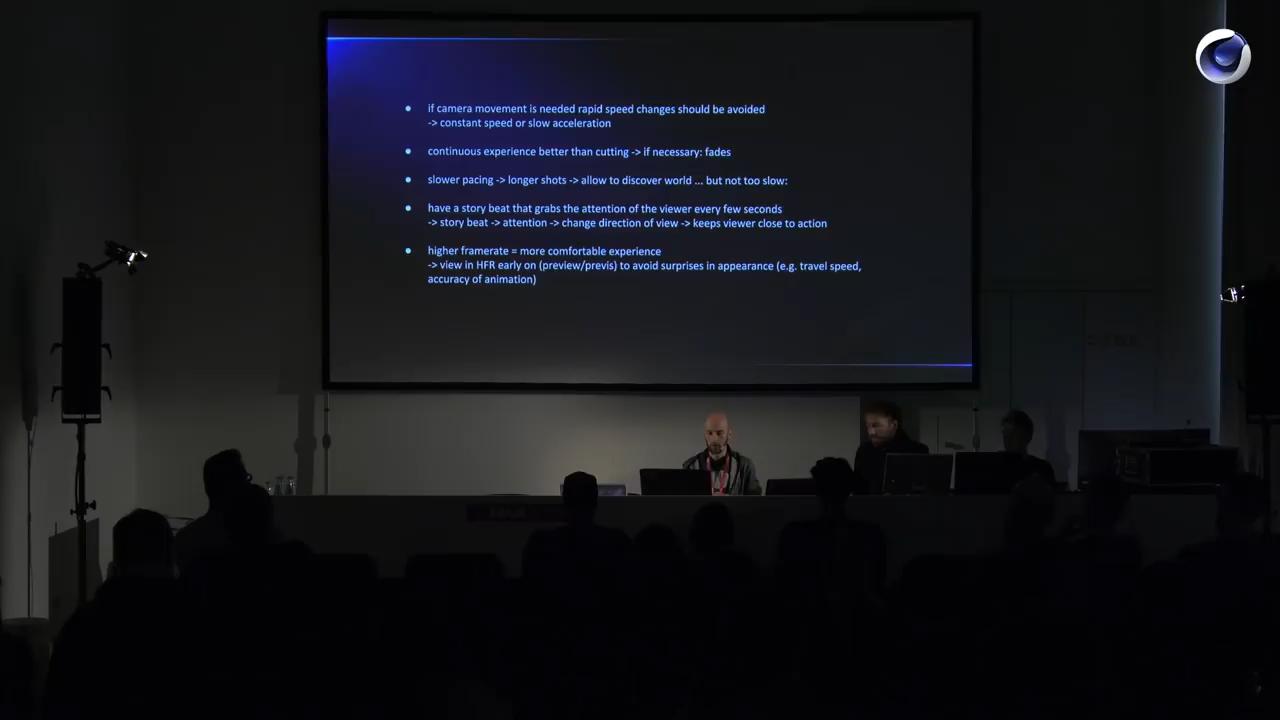 • if camera movement is needed rapid speed changes should be avoided
-> constant speed or slow acceleration
• continuous experience better than cutting -> if necessary: fades
• slower pacing -> longer shots -> allow to discover world ... but not too slow:
• have a story beat that grabs the attention of the viewer every few seconds
-> story beat -> attention -> change direction of view -> keeps viewer close to action
• higher framerate = more comfortable experience
-> view in HFR early on (preview/previs) to avoid surprises in appearance (e.g. travel speed,
accuracy of animation)